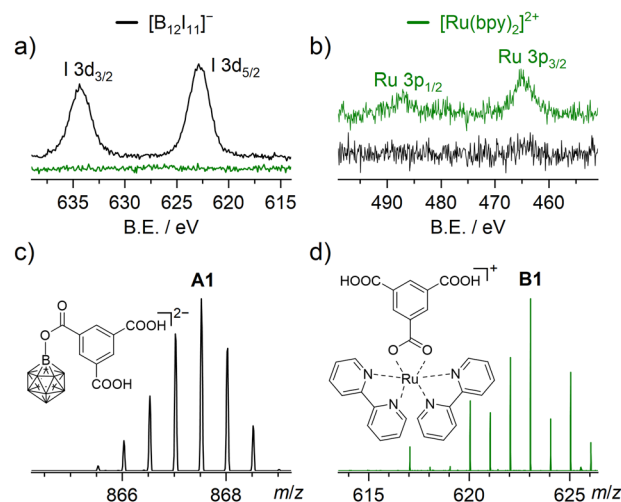 [B₁₂I₁₁]⁻
[Ru(bpy)₂]²⁺
a)
I 3d₃/₂
I 3d₅/₂
635 630 625 620 615
B.E. / eV
b)
Ru 3p₁/₂
Ru 3p₃/₂
490 480 470 460
B.E. / eV
c)
A1
O
O
B
COOH
COOH
2−
866 868 m/z
d)
B1
HOOC COOH
+
O O
N N
Ru
N N
615 620 625 m/z